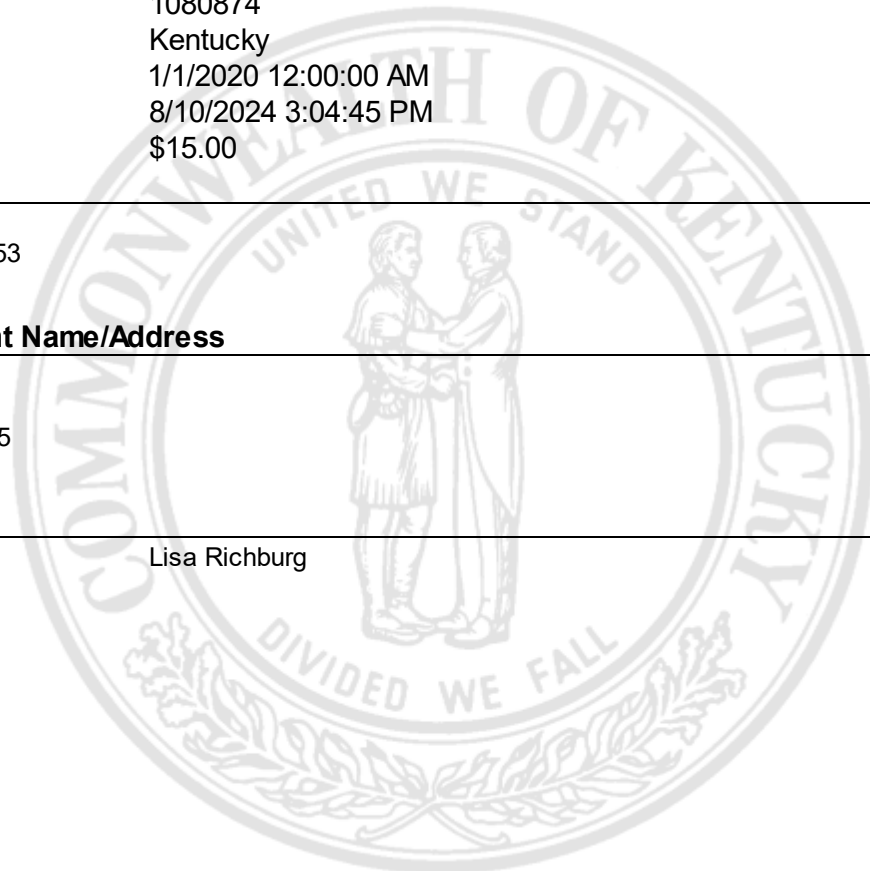 1080874
Kentucky
1/1/2020 12:00:00 AM
8/10/2024 3:04:45 PM
$15.00
53
t Name/Address
5
Lisa Richburg
COMMONWEALTH OF KENTUCKY
UNITED WE STAND
DIVIDED WE FALL